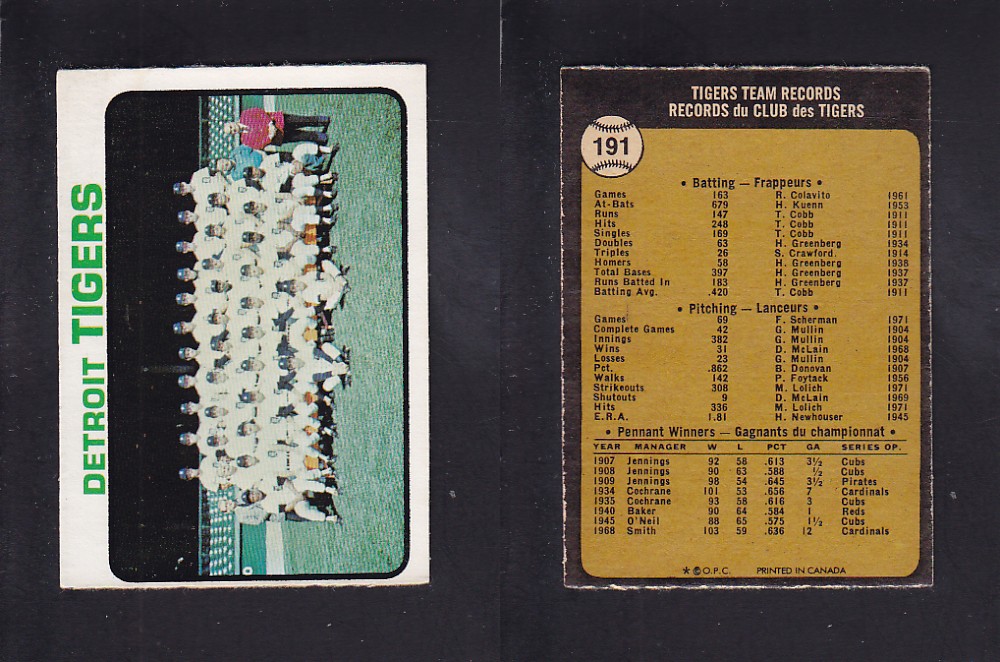 DETROIT TIGERS
TIGERS TEAM RECORDS
RECORDS du CLUB des TIGERS
191
• Batting — Frappeurs •
Games 163 R. Colavito 1961
At-Bats 679 H. Kuenn 1953
Runs 147 T. Cobb 1911
Hits 248 T. Cobb 1911
Singles 169 T. Cobb 1911
Doubles 63 H. Greenberg 1934
Triples 26 S. Crawford. 1914
Homers 58 H. Greenberg 1938
Total Bases 397 H. Greenberg 1937
Runs Batted In 183 H. Greenberg 1937
Batting Avg. .420 T. Cobb 1911
• Pitching — Lanceurs •
Games 69 F. Scherman 1971
Complete Games 42 G. Mullin 1904
Innings 382 G. Mullin 1904
Wins 31 D. McLain 1968
Losses 23 G. Mullin 1904
Pct. .862 B. Donovan 1907
Walks 142 P. Foytack 1956
Strikeouts 308 M. Lolich 1971
Shutouts 9 D. McLain 1969
Hits 336 M. Lolich 1971
E.R.A. 1.81 H. Newhouser 1945
• Pennant Winners — Gagnants du championnat •
YEAR MANAGER W L PCT GA SERIES OP.
1907 Jennings 92 58 .613 3½ Cubs
1908 Jennings 90 63 .588 ½ Cubs
1909 Jennings 98 54 .645 3½ Pirates
1934 Cochrane 101 53 .656 7 Cardinals
1935 Cochrane 93 58 .616 3 Cubs
1940 Baker 90 64 .584 1 Reds
1945 O'Neil 88 65 .575 1½ Cubs
1968 Smith 103 59 .636 12 Cardinals
* © O.P.C. PRINTED IN CANADA